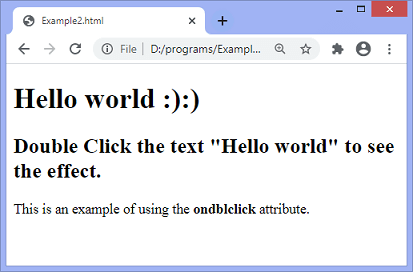 Example2.html
File | D:/programs/Exampl...
Hello world :):)
Double Click the text "Hello world" to see
the effect.
This is an example of using the ondblclick attribute.